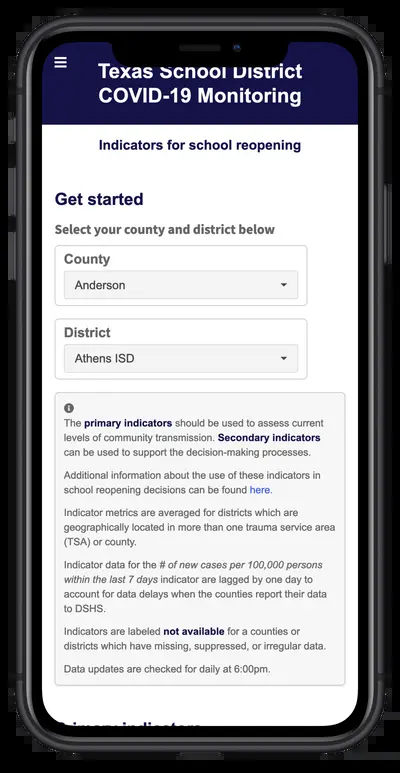 Texas School District
COVID-19 Monitoring
Indicators for school reopening
Get started
Select your county and district below
County
Anderson
District
Athens ISD
The primary indicators should be used to assess current
levels of community transmission. Secondary indicators
can be used to support the decision-making processes.
Additional information about the use of these indicators in
school reopening decisions can be found here.
Indicator metrics are averaged for districts which are
geographically located in more than one trauma service area
(TSA) or county.
Indicator data for the # of new cases per 100,000 persons
within the last 7 days indicator are lagged by one day to
account for data delays when the counties report their data
to DSHS.
Indicators are labeled not available for a counties or
districts which have missing, suppressed, or irregular data.
Data updates are checked for daily at 6:00pm.
Primary indicators